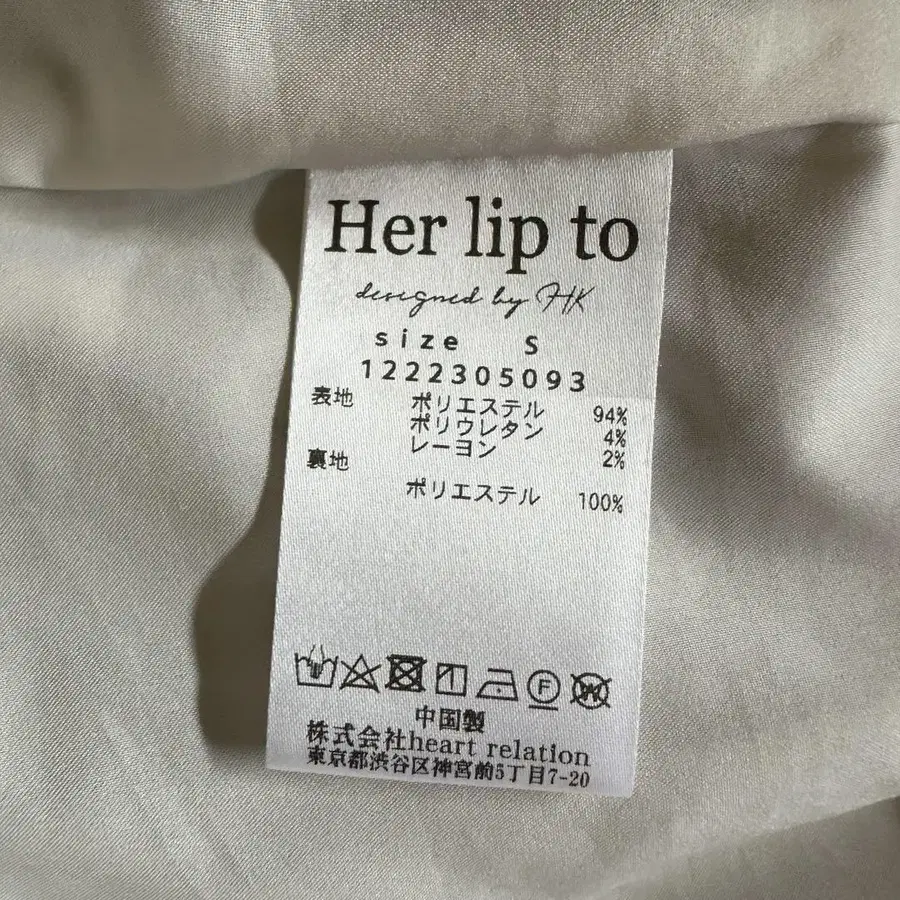 Her lip to
designed by HK
size S
1222305093
表地 ポリエステル 94%
ポリウレタン 4%
レーヨン 2%
裏地
ポリエステル 100%
F W
中国製
株式会社heart relation
東京都渋谷区神宮前5丁目7-20